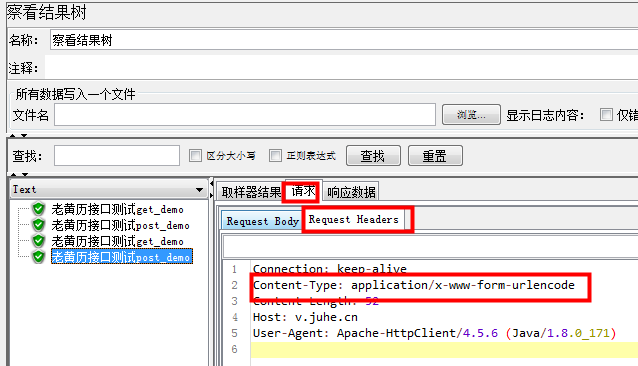 察看结果树
名称： 察看结果树
注释：
所有数据写入一个文件
文件名 浏览... 显示日志内容： 仅错
查找： 区分大小写 正则表达式 查找 重置
Text
老黄历接口测试get_demo
老黄历接口测试post_demo
老黄历接口测试get_demo
老黄历接口测试post_demo
取样器结果 请求 响应数据
Request Body Request Headers
1 Connection: keep-alive
2 Content-Type: application/x-www-form-urlencode
3 Content-Length: 52
4 Host: v.juhe.cn
5 User-Agent: Apache-HttpClient/4.5.6 (Java/1.8.0_171)
6